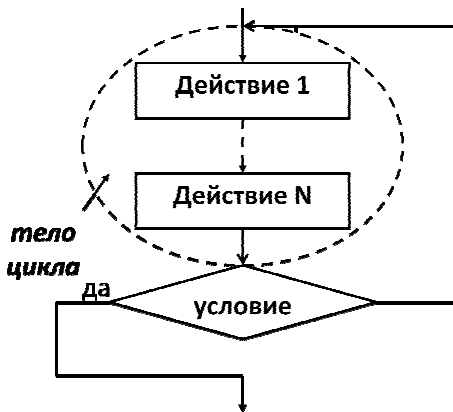 Действие 1
Действие N
тело
цикла
да
условие